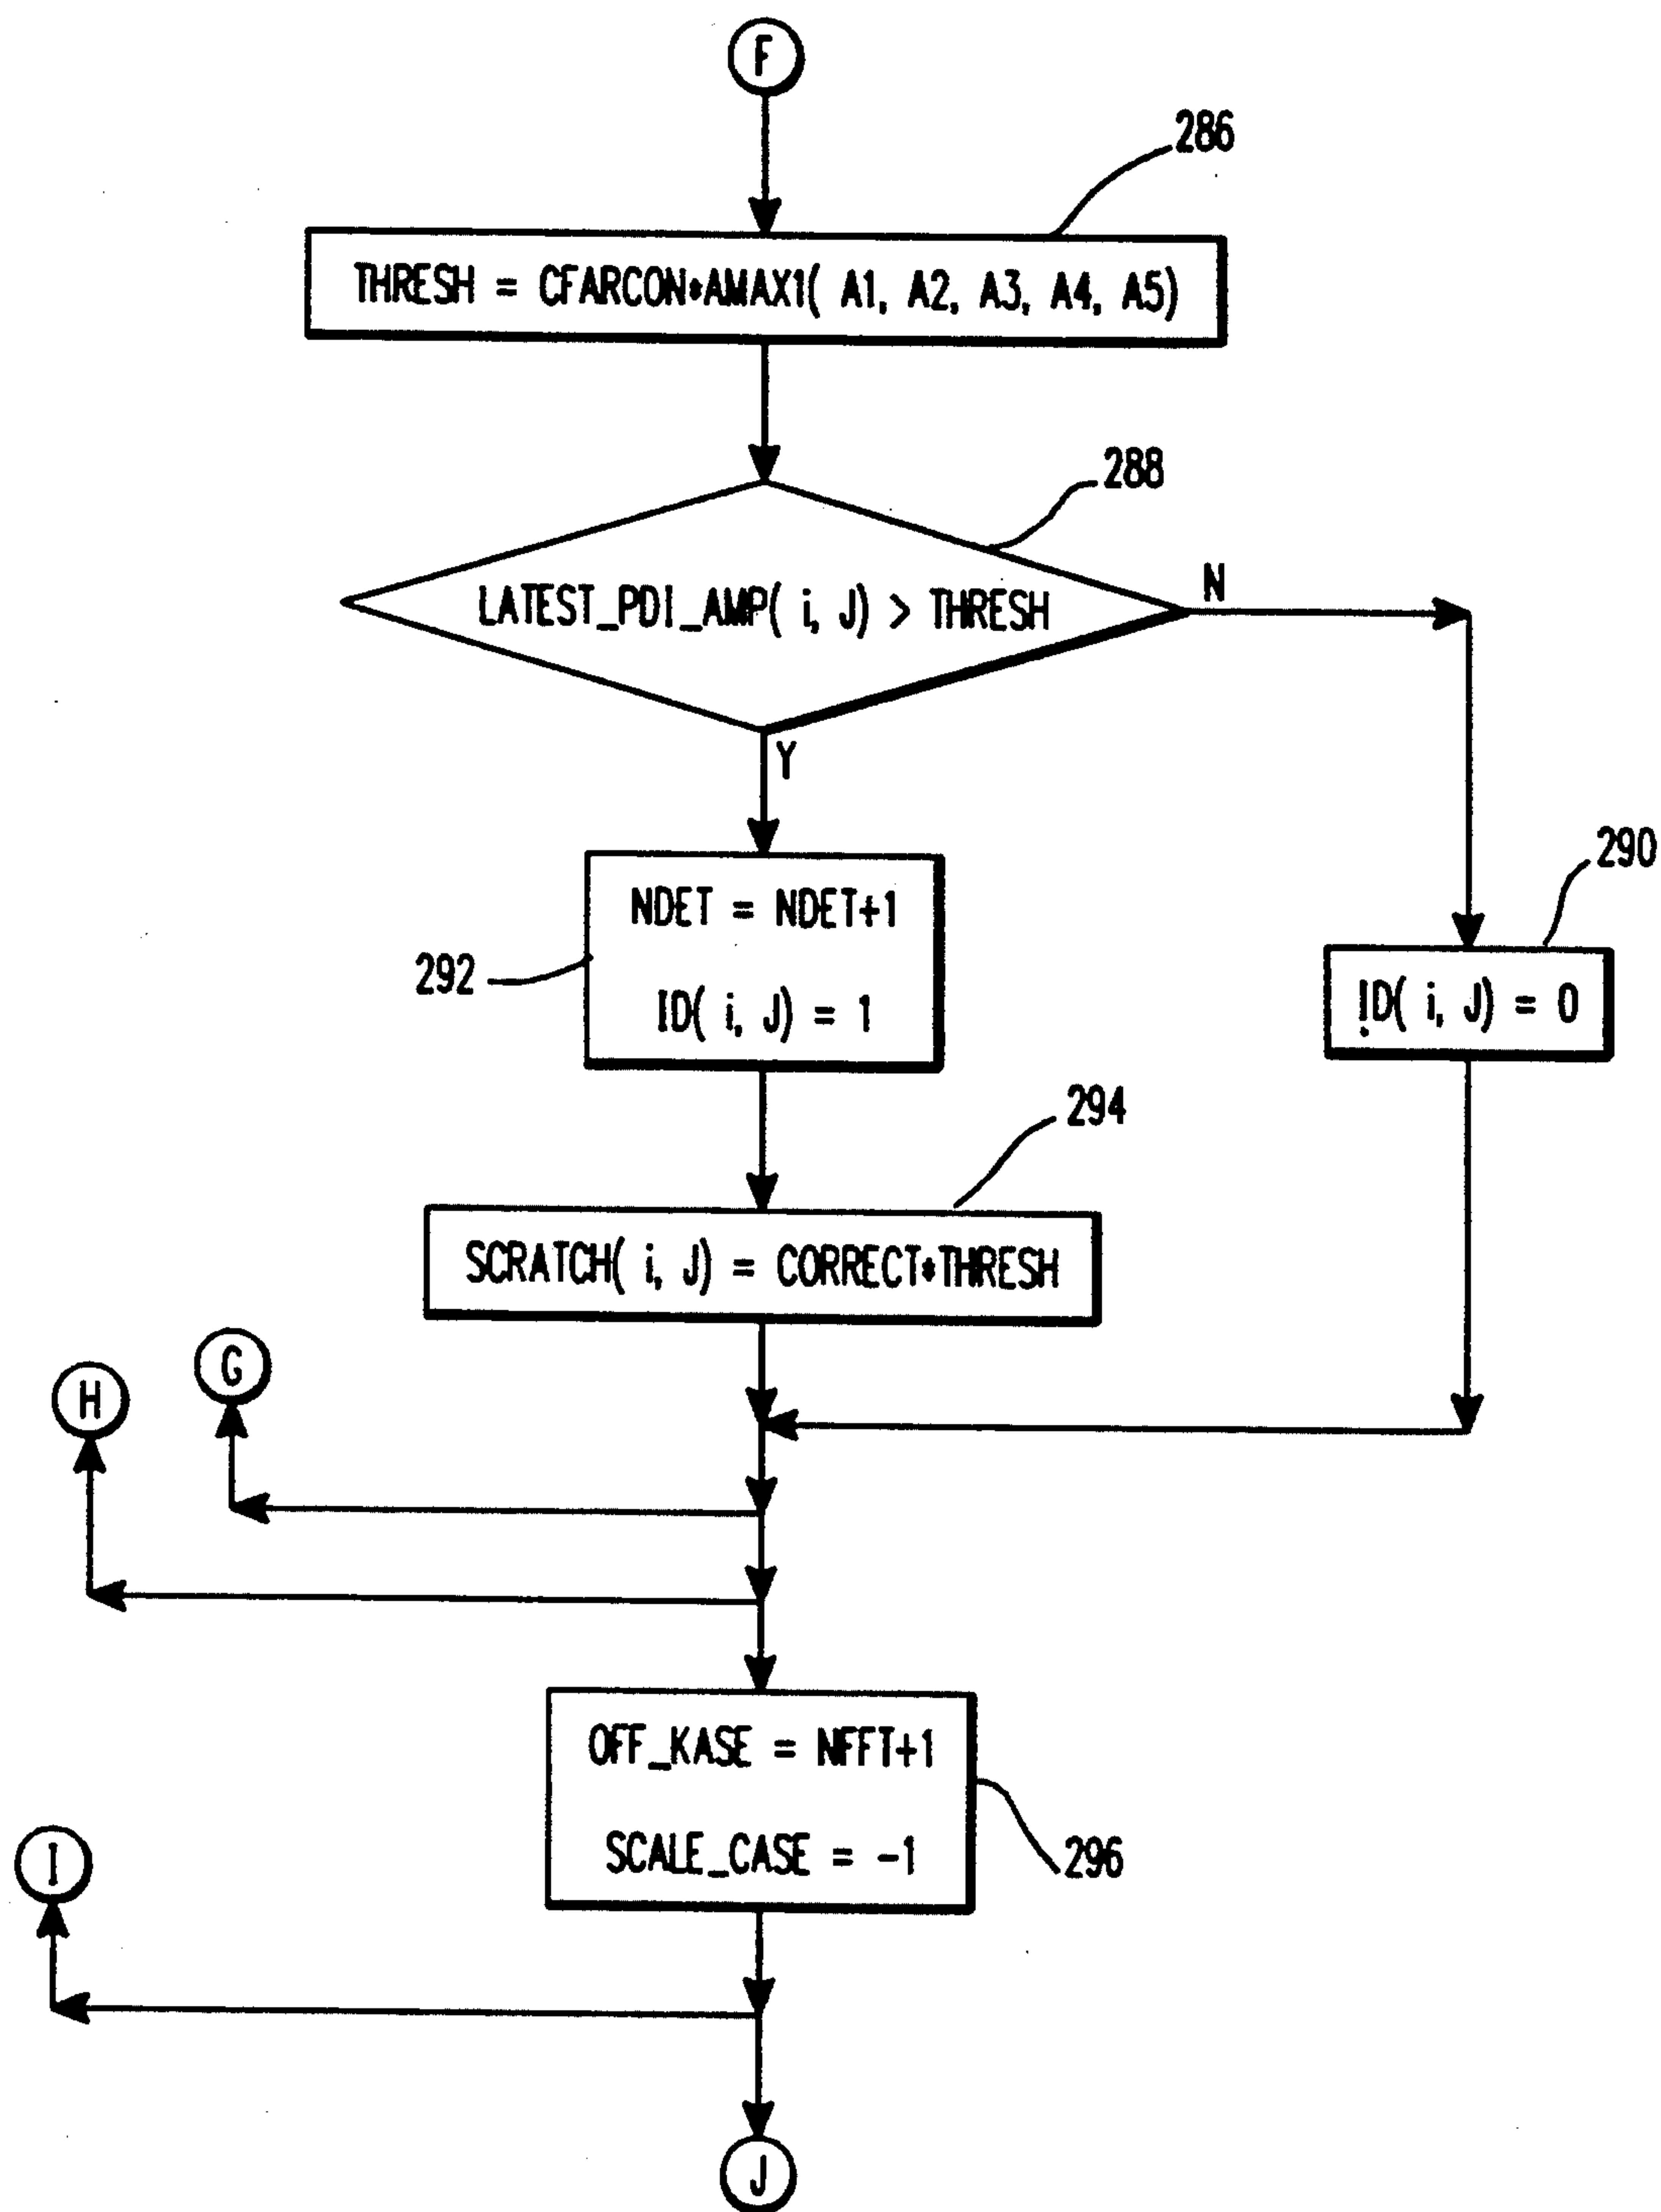 F
286
THRESH = CFARCON*AMAX1( A1, A2, A3, A4, A5)
288
LATEST_PDI_AMP( i, J) > THRESH
N
Y
290
NDET = NDET+1
292
ID( i, J) = 1
ID( i, J) = 0
294
SCRATCH( i, J) = CORRECT*THRESH
G
H
OFF_KASE = NFFT+1
SCALE_CASE = -1
296
I
J